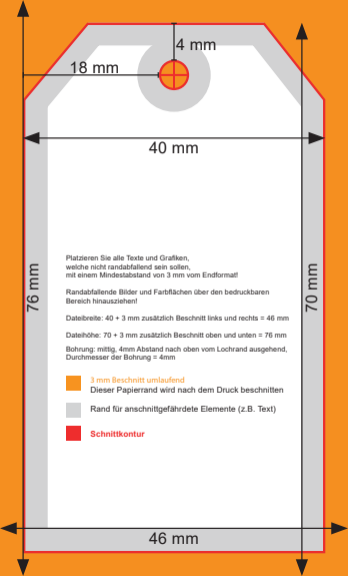 4 mm
18 mm
40 mm
76 mm
70 mm
Platzieren Sie alle Texte und Grafiken,
welche nicht randabfallend sein sollen,
mit einem Mindestabstand von 3 mm vom Endformat!
Randabfallende Bilder und Farbflächen über den bedruckbaren
Bereich hinausziehen!
Dateibreite: 40 + 3 mm zusätzlich Beschnitt links und rechts = 46 mm
Dateihöhe: 70 + 3 mm zusätzlich Beschnitt oben und unten = 76 mm
Bohrung: mittig, 4mm Abstand nach oben vom Lochrand ausgehend,
Durchmesser der Bohrung = 4mm
3 mm Beschnitt umlaufend
Dieser Papierrand wird nach dem Druck beschnitten
Rand für anschnittgefährdete Elemente (z.B. Text)
Schnittkontur
46 mm